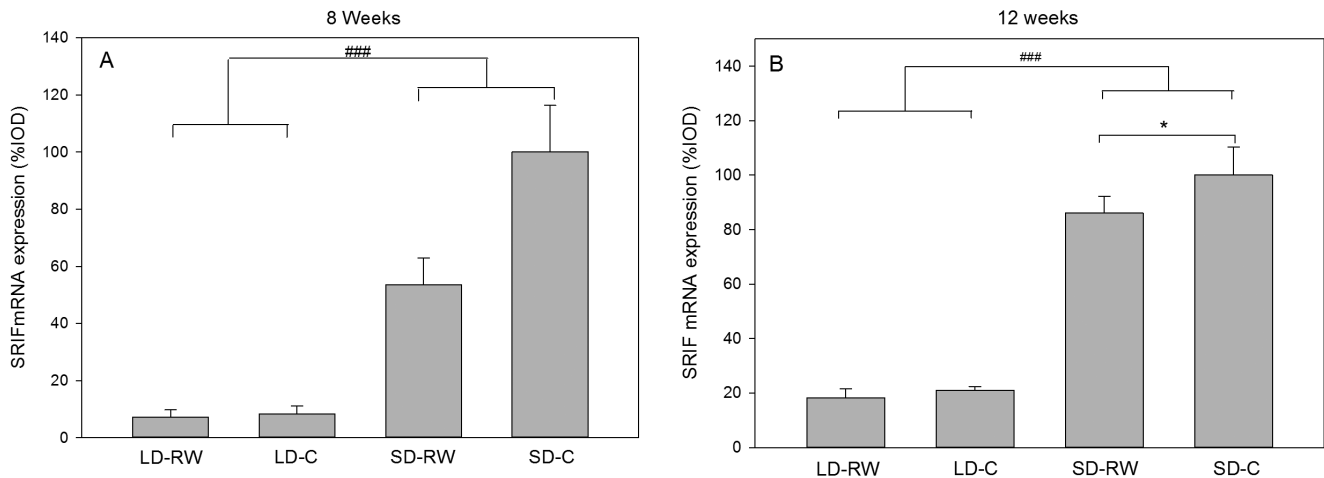 8 Weeks
A
###
SRIFmRNA expression (%IOD)
140
120
100
80
60
40
20
0
LD-RW
LD-C
SD-RW
SD-C
12 weeks
B
###
*
SRIF mRNA expression (%IOD)
140
120
100
80
60
40
20
0
LD-RW
LD-C
SD-RW
SD-C